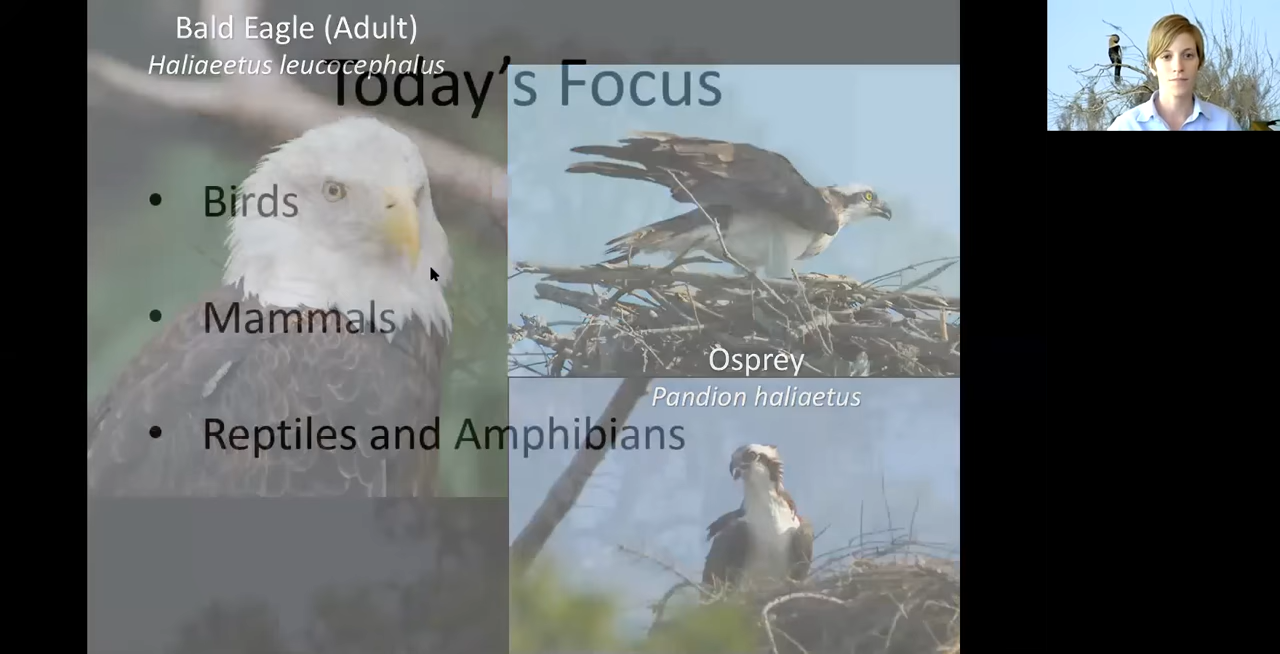 Bald Eagle (Adult)
Haliaeetus leucocephalus
Today's Focus
• Birds
• Mammals
Osprey
Pandion haliaetus
• Reptiles and Amphibians